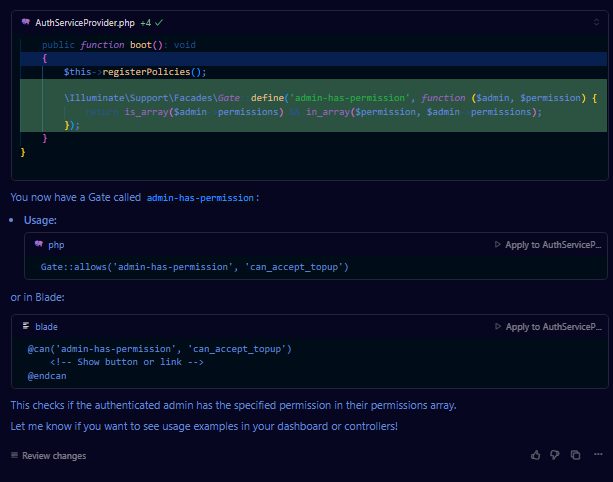 AuthServiceProvider.php +4
public function boot(): void
{
$this->registerPolicies();
\Illuminate\Support\Facades\Gate::define('admin-has-permission', function ($admin, $permission) {
return is_array($admin->permissions) && in_array($permission, $admin->permissions);
});
}
}
You now have a Gate called admin-has-permission:
• Usage:
php
Apply to AuthServiceP...
Gate::allows('admin-has-permission', 'can_accept_topup')
or in Blade:
blade
Apply to AuthServiceP...
@can('admin-has-permission', 'can_accept_topup')
<!-- Show button or link -->
@endcan
This checks if the authenticated admin has the specified permission in their permissions array.
Let me know if you want to see usage examples in your dashboard or controllers!
Review changes